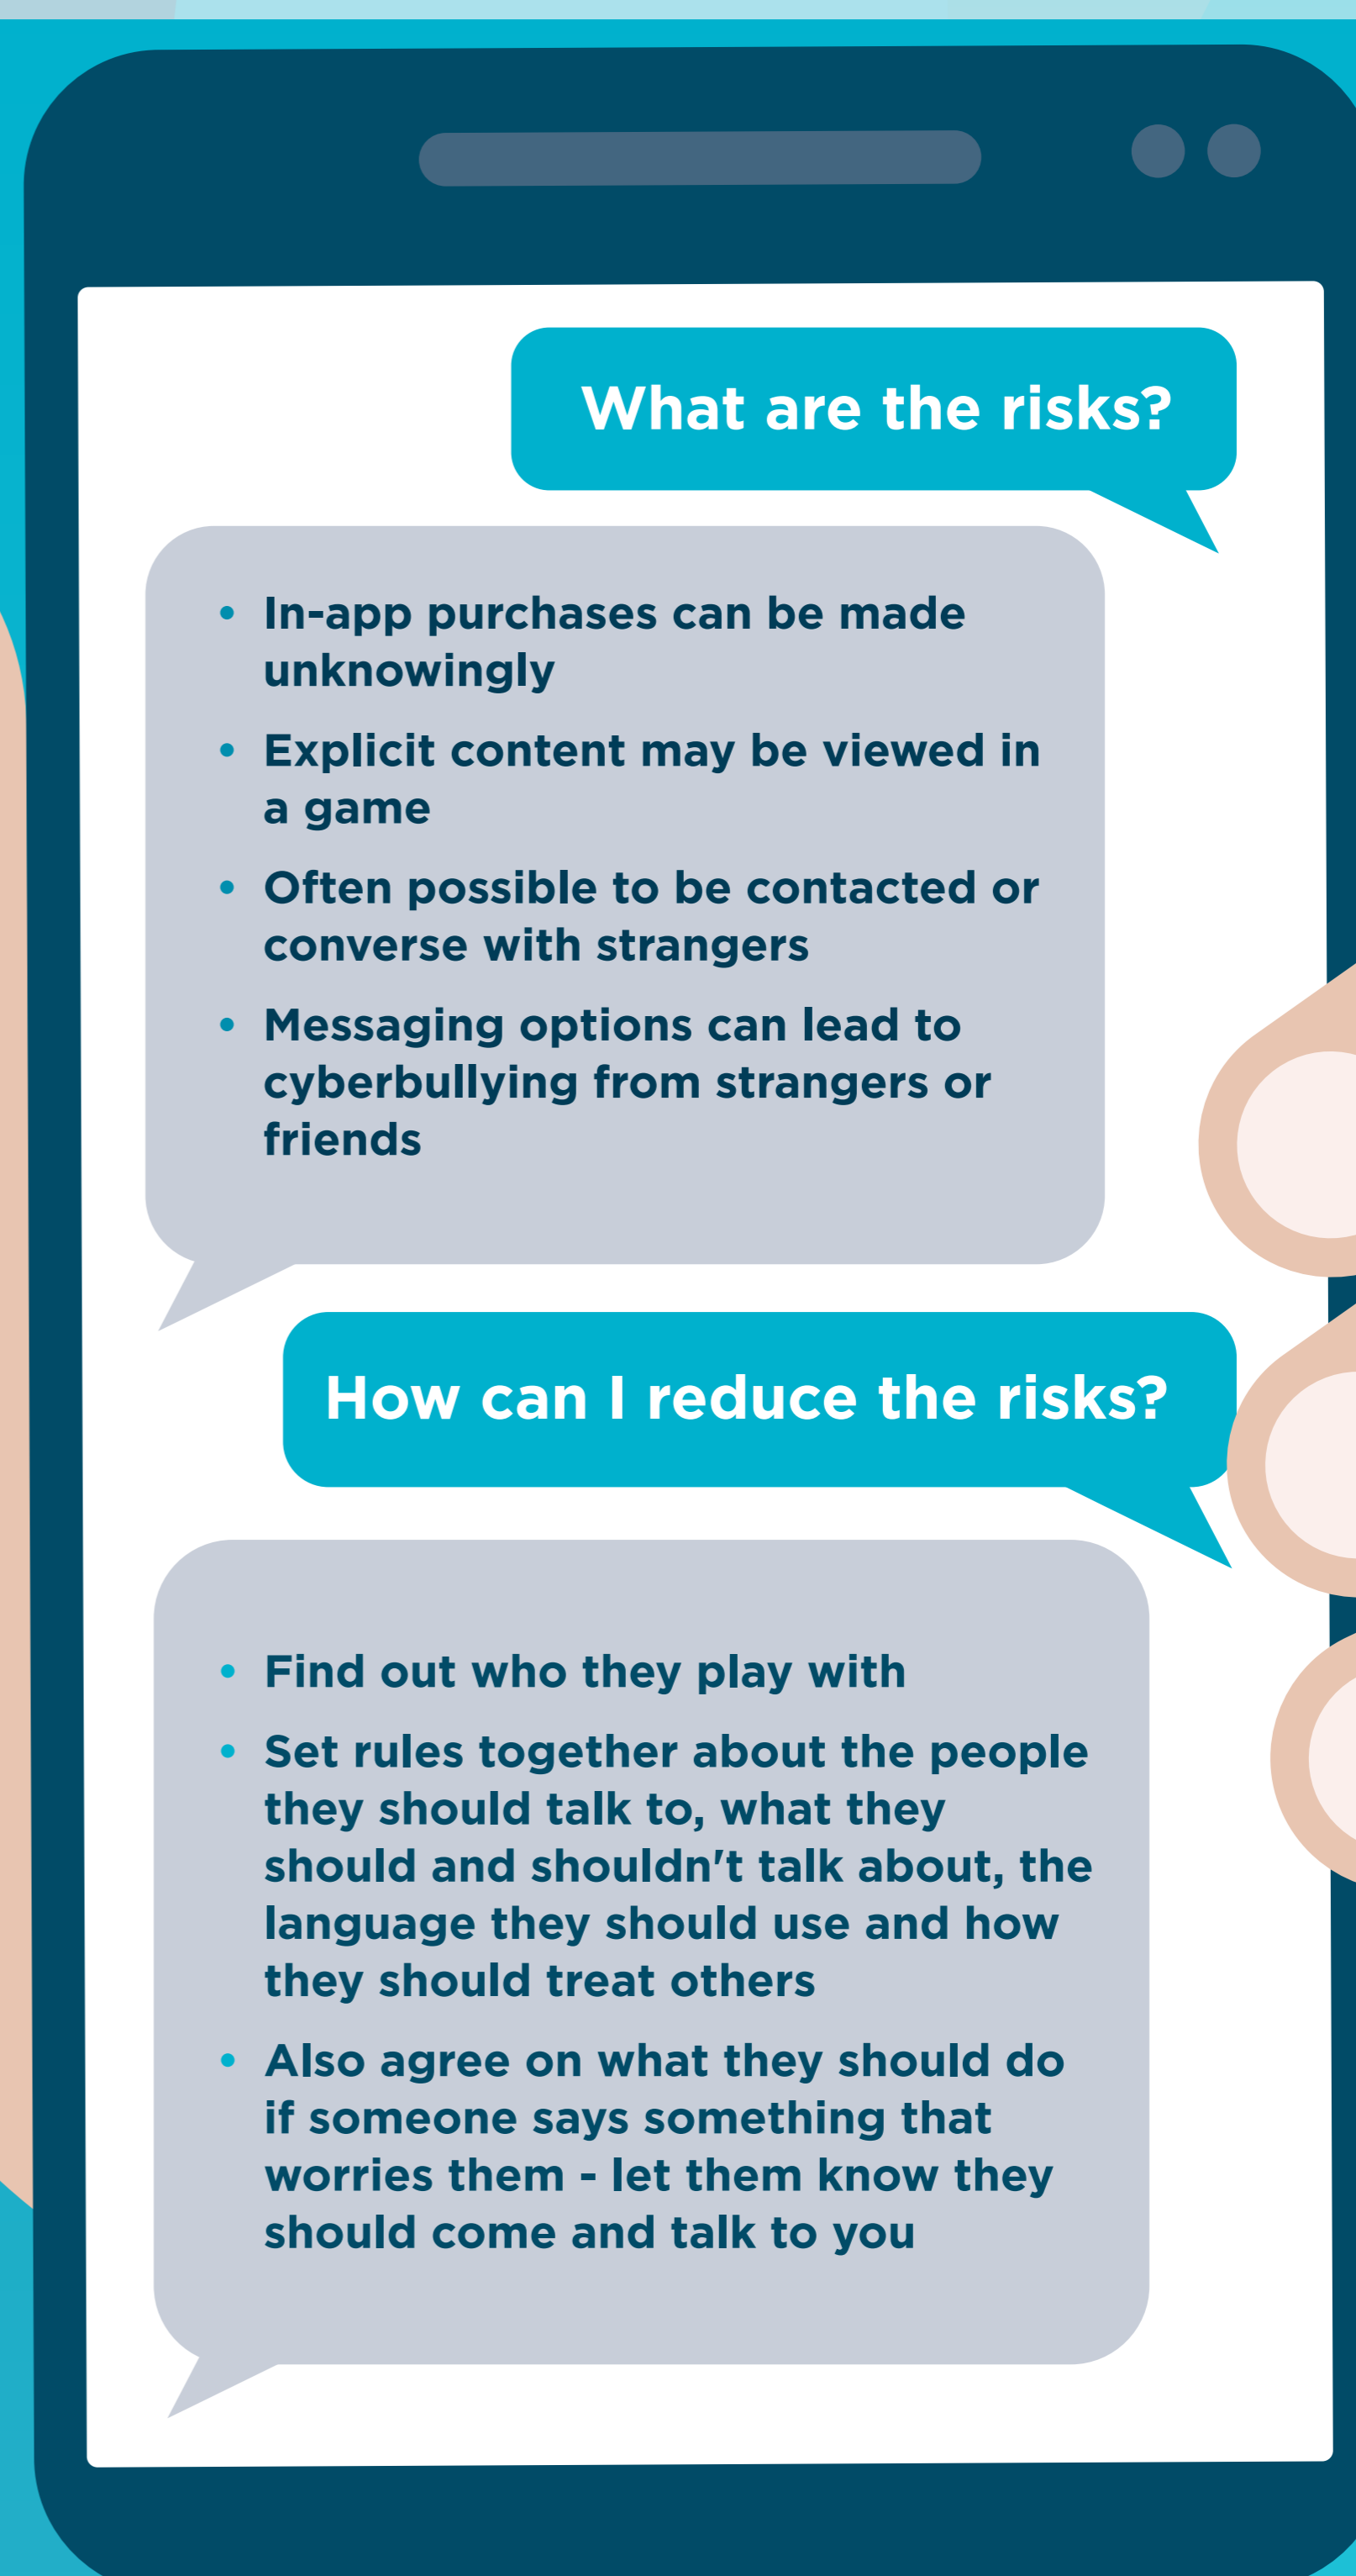 What are the risks?
• In-app purchases can be made
unknowingly
• Explicit content may be viewed in
a game
• Often possible to be contacted or
converse with strangers
• Messaging options can lead to
cyberbullying from strangers or
friends
How can I reduce the risks?
• Find out who they play with
• Set rules together about the people
they should talk to, what they
should and shouldn't talk about, the
language they should use and how
they should treat others
• Also agree on what they should do
if someone says something that
worries them - let them know they
should come and talk to you